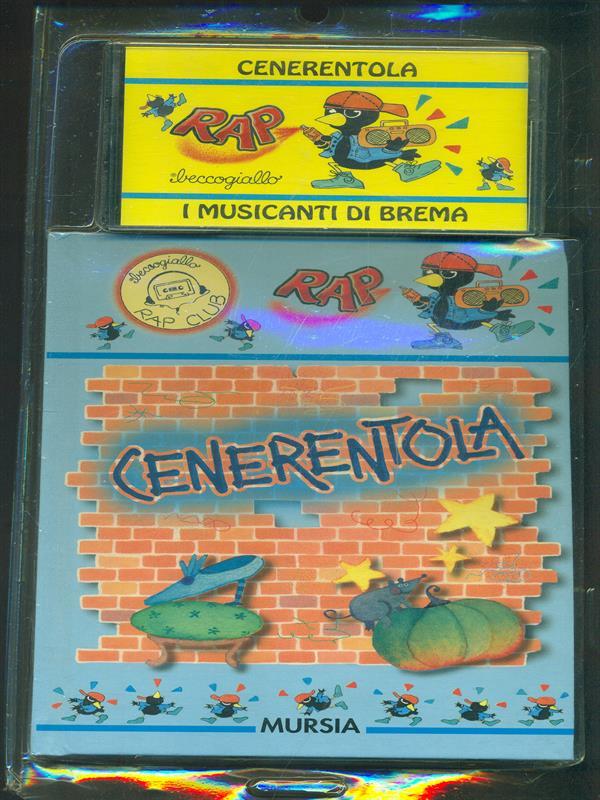 CENERENTOLA
RAP
ilbeccogiallo
I MUSICANTI DI BREMA
ilbeccogiallo
RAP CLUB
RAP
CENERENTOLA
MURSIA